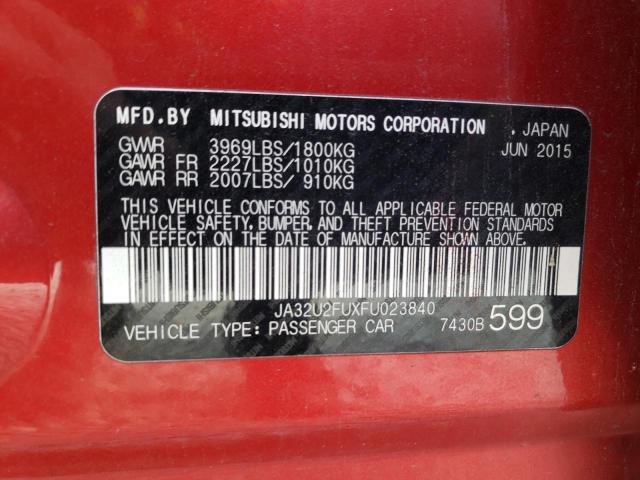 MFD.BY MITSUBISHI MOTORS CORPORATION , JAPAN
GVWR 3969LBS/1800KG JUN 2015
GAWR FR 2227LBS/1010KG
GAWR RR 2007LBS/ 910KG
THIS VEHICLE CONFORMS TO ALL APPLICABLE FEDERAL MOTOR
VEHICLE SAFETY, BUMPER, AND THEFT PREVENTION STANDARDS
IN EFFECT ON THE DATE OF MANUFACTURE SHOWN ABOVE.
JA32U2FUXFU023840
VEHICLE TYPE: PASSENGER CAR 7430B 599